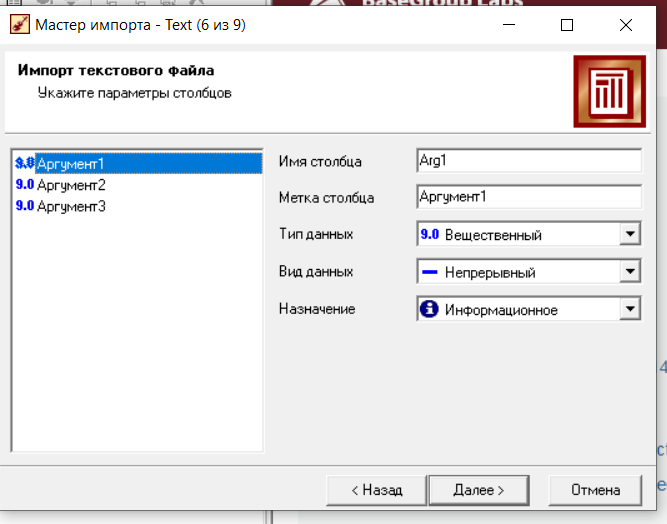 BaseGroup Labs
Мастер импорта - Text (6 из 9)
Импорт текстового файла
Укажите параметры столбцов
9.0 Аргумент1
9.0 Аргумент2
9.0 Аргумент3
Имя столбца Arg1
Метка столбца Аргумент1
Тип данных 9.0 Вещественный
Вид данных Непрерывный
Назначение Информационное
< Назад Далее > Отмена